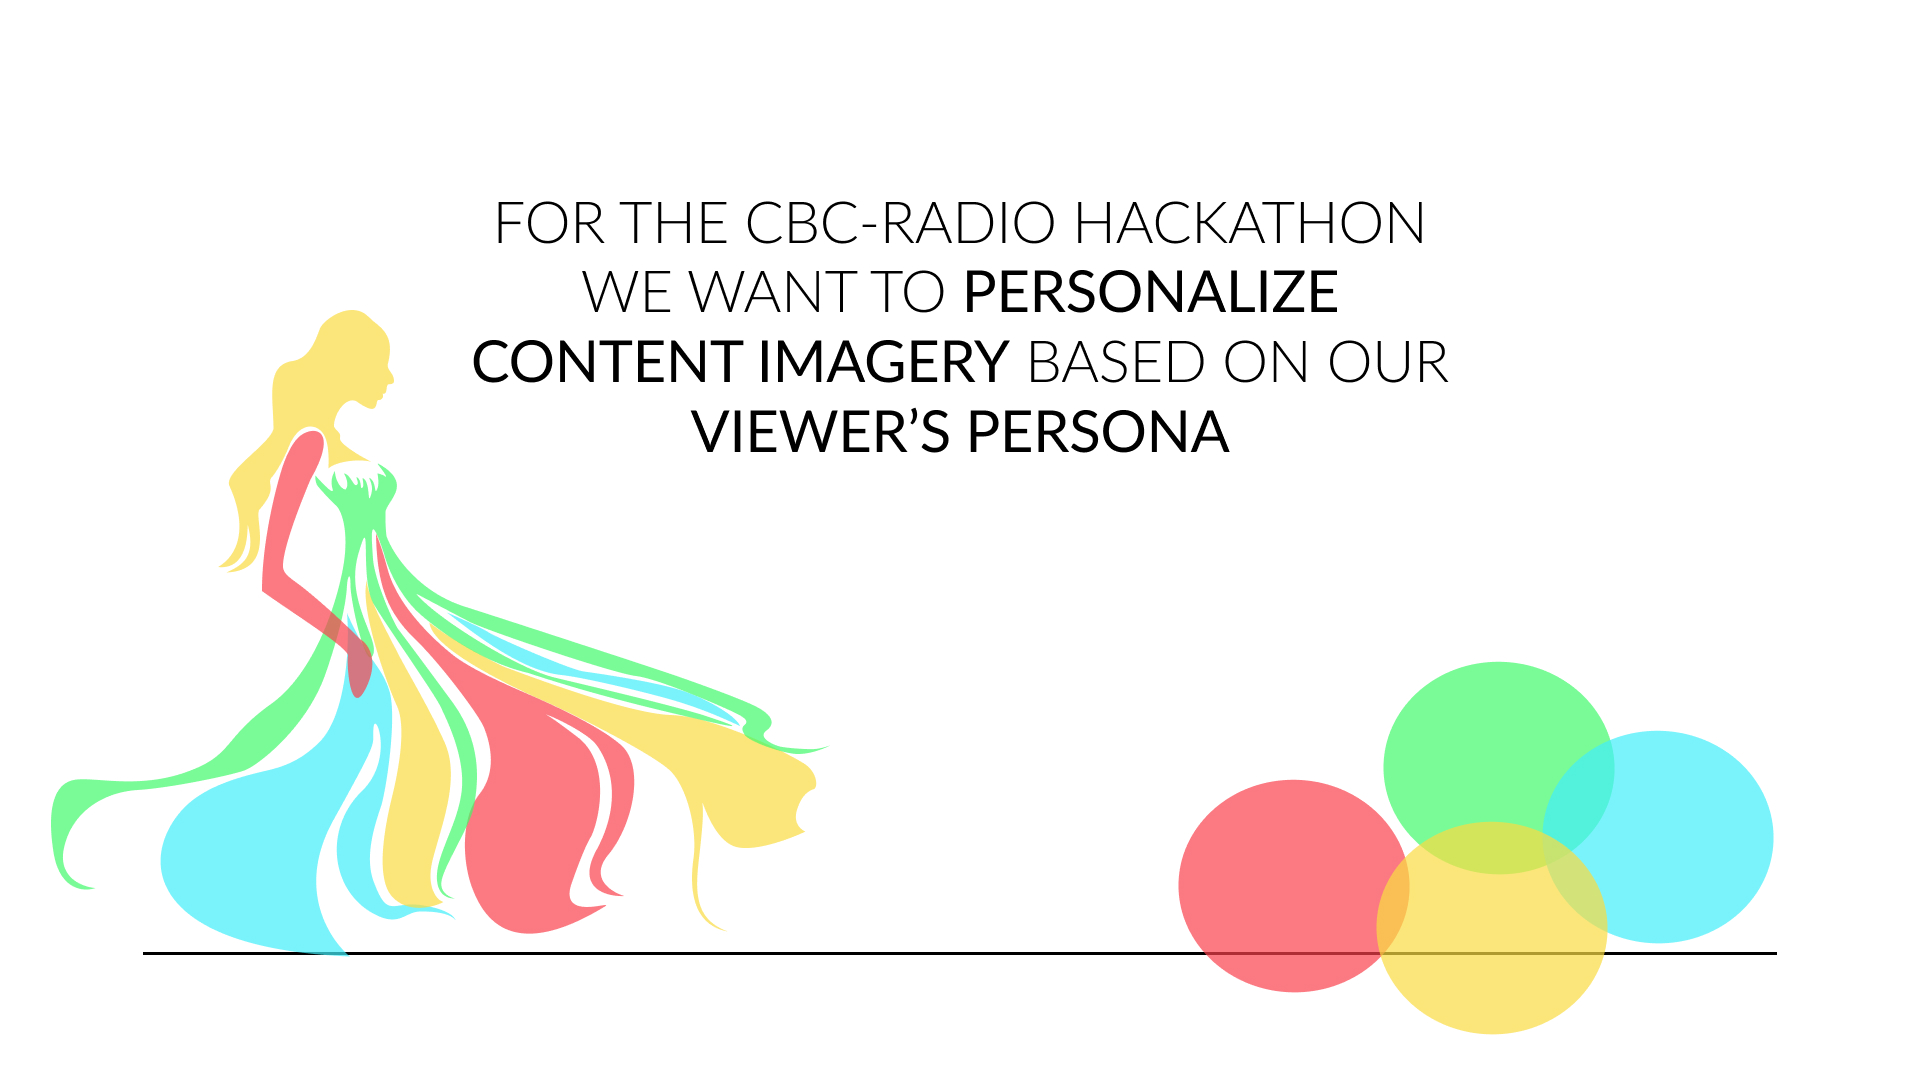 FOR THE CBC-RADIO HACKATHON
WE WANT TO PERSONALIZE
CONTENT IMAGERY BASED ON OUR
VIEWER’S PERSONA